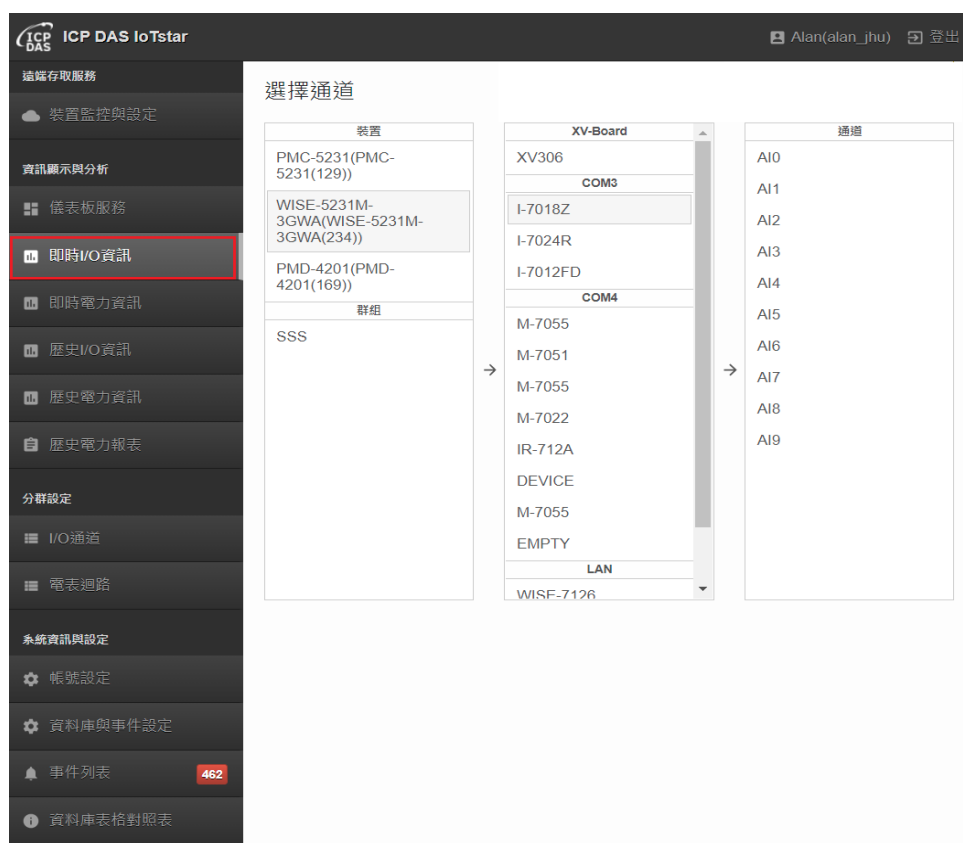 ICP DAS
ICP DAS IoTstar
Alan(alan_jhu)
登出
遠端存取服務
裝置監控與設定
資訊顯示與分析
儀表板服務
即時I/O資訊
即時電力資訊
歷史I/O資訊
歷史電力資訊
歷史電力報表
分群設定
I/O通道
電表迴路
系統資訊與設定
帳號設定
資料庫與事件設定
事件列表
462
資料庫表格對照表
選擇通道
裝置
PMC-5231(PMC-
5231(129))
WISE-5231M-
3GWA(WISE-5231M-
3GWA(234))
PMD-4201(PMD-
4201(169))
群組
SSS
→
XV-Board
XV306
COM3
I-7018Z
I-7024R
I-7012FD
COM4
M-7055
M-7051
M-7055
M-7022
IR-712A
DEVICE
M-7055
EMPTY
LAN
WISE-7126
→
通道
AI0
AI1
AI2
AI3
AI4
AI5
AI6
AI7
AI8
AI9